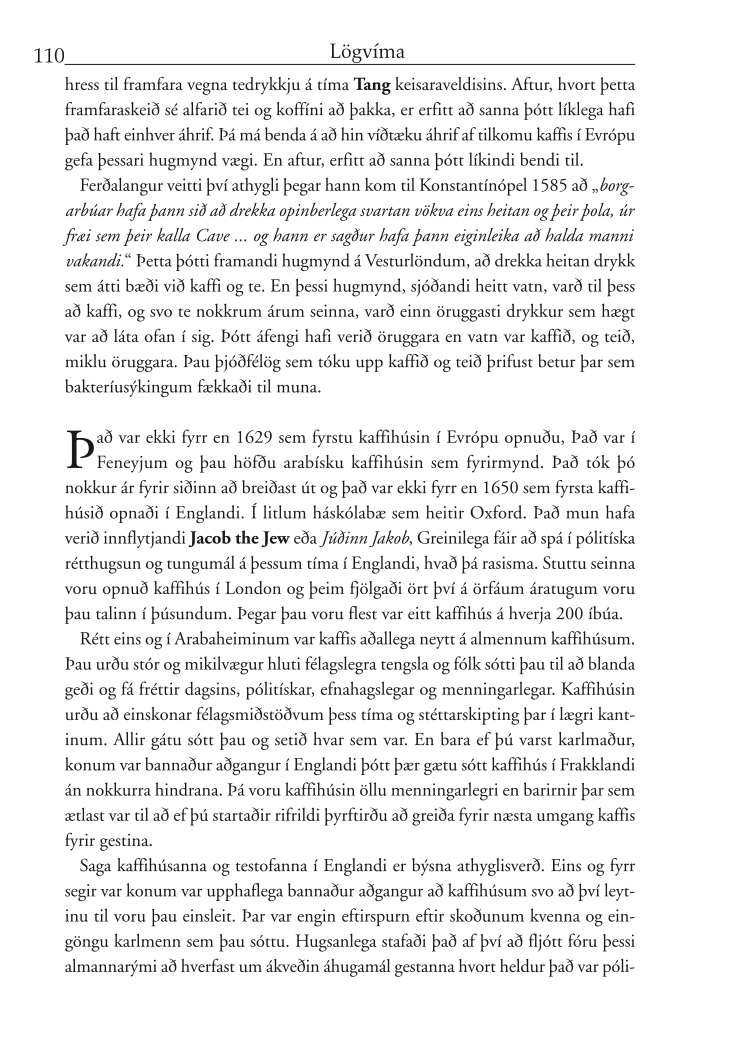 110
Lögvíma
hress til framfara vegna tedrykkju á tíma Tang keisaraveldisins. Aftur, hvort þetta
framfaraskeið sé alfarið tei og koffíni að þakka, er erfitt að sanna þótt líklega hafi
það haft einhver áhrif. Þá má benda á að hin víðtæku áhrif af tilkomu kaffis í Evrópu
gefa þessari hugmynd vægi. En aftur, erfitt að sanna þótt líkindi bendi til.
Ferðalangur veitti því athygli þegar hann kom til Konstantínópel 1585 að „borg-
arbúar hafa þann sið að drekka opinberlega svartan vökva eins heitan og þeir þola, úr
fræi sem þeir kalla Cave ... og hann er sagður hafa þann eiginleika að halda manni
vakandi.“ Þetta þótti framandi hugmynd á Vesturlöndum, að drekka heitan drykk
sem átti bæði við kaffi og te. En þessi hugmynd, sjóðandi heitt vatn, varð til þess
að kaffi, og svo te nokkrum árum seinna, varð einn öruggasti drykkur sem hægt
var að láta ofan í sig. Þótt áfengi hafi verið öruggara en vatn var kaffið, og teið,
miklu öruggara. Þau þjóðfélög sem tóku upp kaffið og teið þrifust betur þar sem
bakteríusýkingum fækkaði til muna.
Það var ekki fyrr en 1629 sem fyrstu kaffihúsin í Evrópu opnuðu, Það var í
Feneyjum og þau höfðu arabísku kaffihúsin sem fyrirmynd. Það tók þó
nokkur ár fyrir siðinn að breiðast út og það var ekki fyrr en 1650 sem fyrsta kaffi-
húsið opnaði í Englandi. Í litlum háskólabæ sem heitir Oxford. Það mun hafa
verið innflytjandi Jacob the Jew eða Júðinn Jakob, Greinilega fáir að spá í pólitíska
rétthugsun og tungumál á þessum tíma í Englandi, hvað þá rasisma. Stuttu seinna
voru opnuð kaffihús í London og þeim fjölgaði ört því á örfáum áratugum voru
þau talinn í þúsundum. Þegar þau voru flest var eitt kaffihús á hverja 200 íbúa.
Rétt eins og í Arabaheiminum var kaffis aðallega neytt á almennum kaffihúsum.
Þau urðu stór og mikilvægur hluti félagslegra tengsla og fólk sótti þau til að blanda
geði og fá fréttir dagsins, pólitískar, efnahagslegar og menningarlegar. Kaffihúsin
urðu að einskonar félagsmiðstöðvum þess tíma og stéttarskipting þar í lægri kant-
inum. Allir gátu sótt þau og setið hvar sem var. En bara ef þú varst karlmaður,
konum var bannaður aðgangur í Englandi þótt þær gætu sótt kaffihús í Frakklandi
án nokkurra hindrana. Þá voru kaffihúsin öllu menningarlegri en barirnir þar sem
ætlast var til að ef þú startaðir rifrildi þyrftirðu að greiða fyrir næsta umgang kaffis
fyrir gestina.
Saga kaffihúsanna og testofanna í Englandi er býsna athyglisverð. Eins og fyrr
segir var konum var upphaflega bannaður aðgangur að kaffihúsum svo að því leyt-
inu til voru þau einsleit. Þar var engin eftirspurn eftir skoðunum kvenna og ein-
göngu karlmenn sem þau sóttu. Hugsanlega stafaði það af því að fljótt fóru þessi
almannarými að hverfast um ákveðin áhugamál gestanna hvort heldur það var póli-